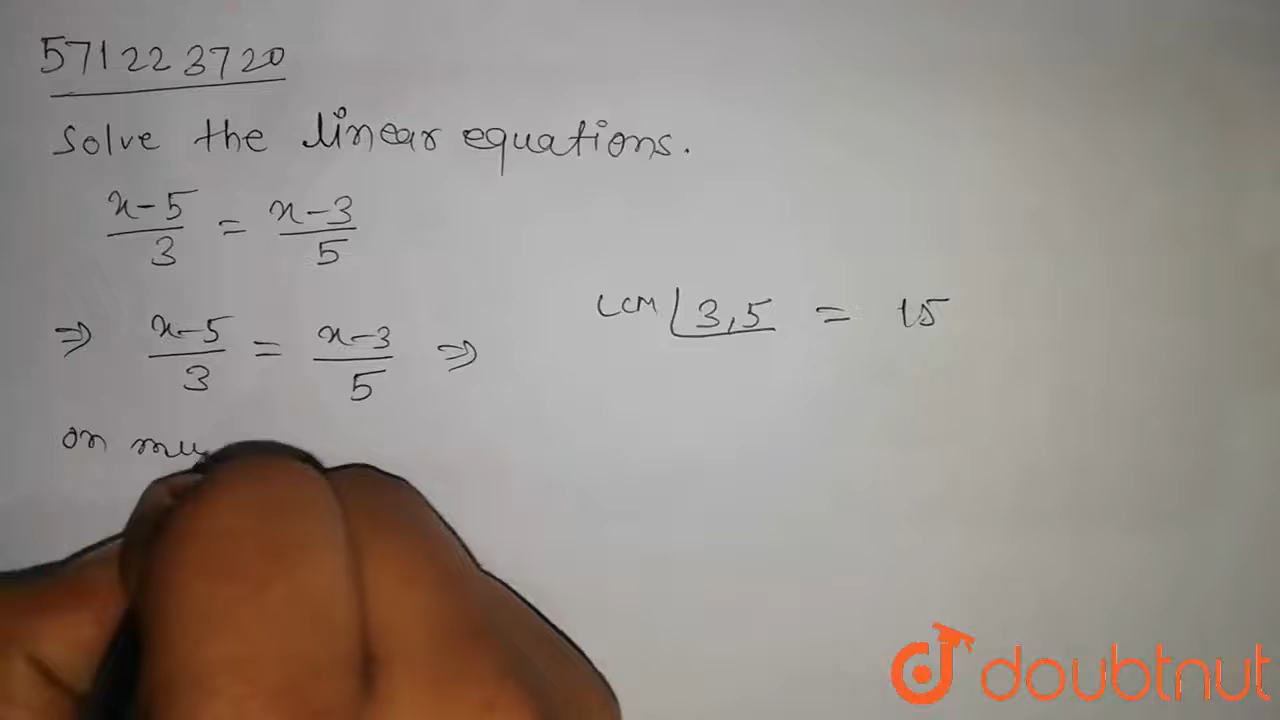 571223720
Solve the linear equations.
x-5/3 = x-3/5
⇒ x-5/3 = x-3/5 ⇒
LCM 3,5 = 15
on mu
doubtnut